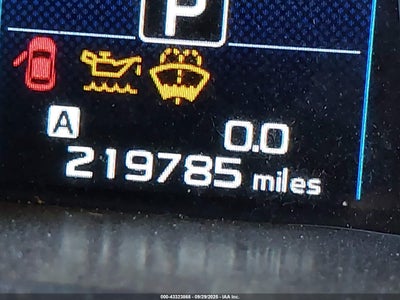 P
A 0.0
219785 miles
000-43323868 - 09/29/2025 - IAA Inc.